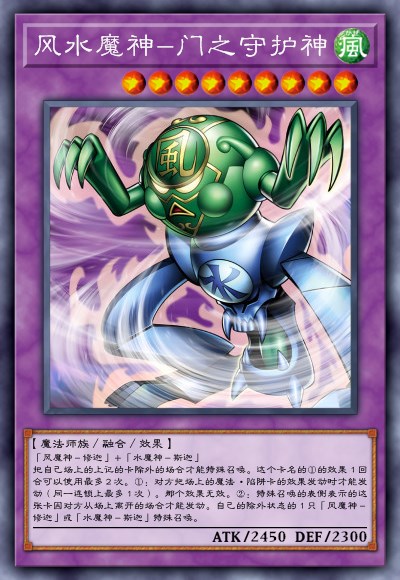 风水魔神-门之守护神
風
風
水
【魔法师族/融合/效果】
「风魔神-修迦」+「水魔神-斯迦」
把自己场上的上记的卡除外的场合才能特殊召唤。这个卡名的①的效果1回
合可以使用最多2次。①:对方把场上的魔法·陷阱卡的效果发动时才能发
动(同一连锁上最多1次)。那个效果无效。②:特殊召唤的表侧表示的这
张卡因对方从场上离开的场合才能发动。自己的除外状态的1只「风魔神-
修迦」或「水魔神-斯迦」特殊召唤。
ATK/2450 DEF/2300